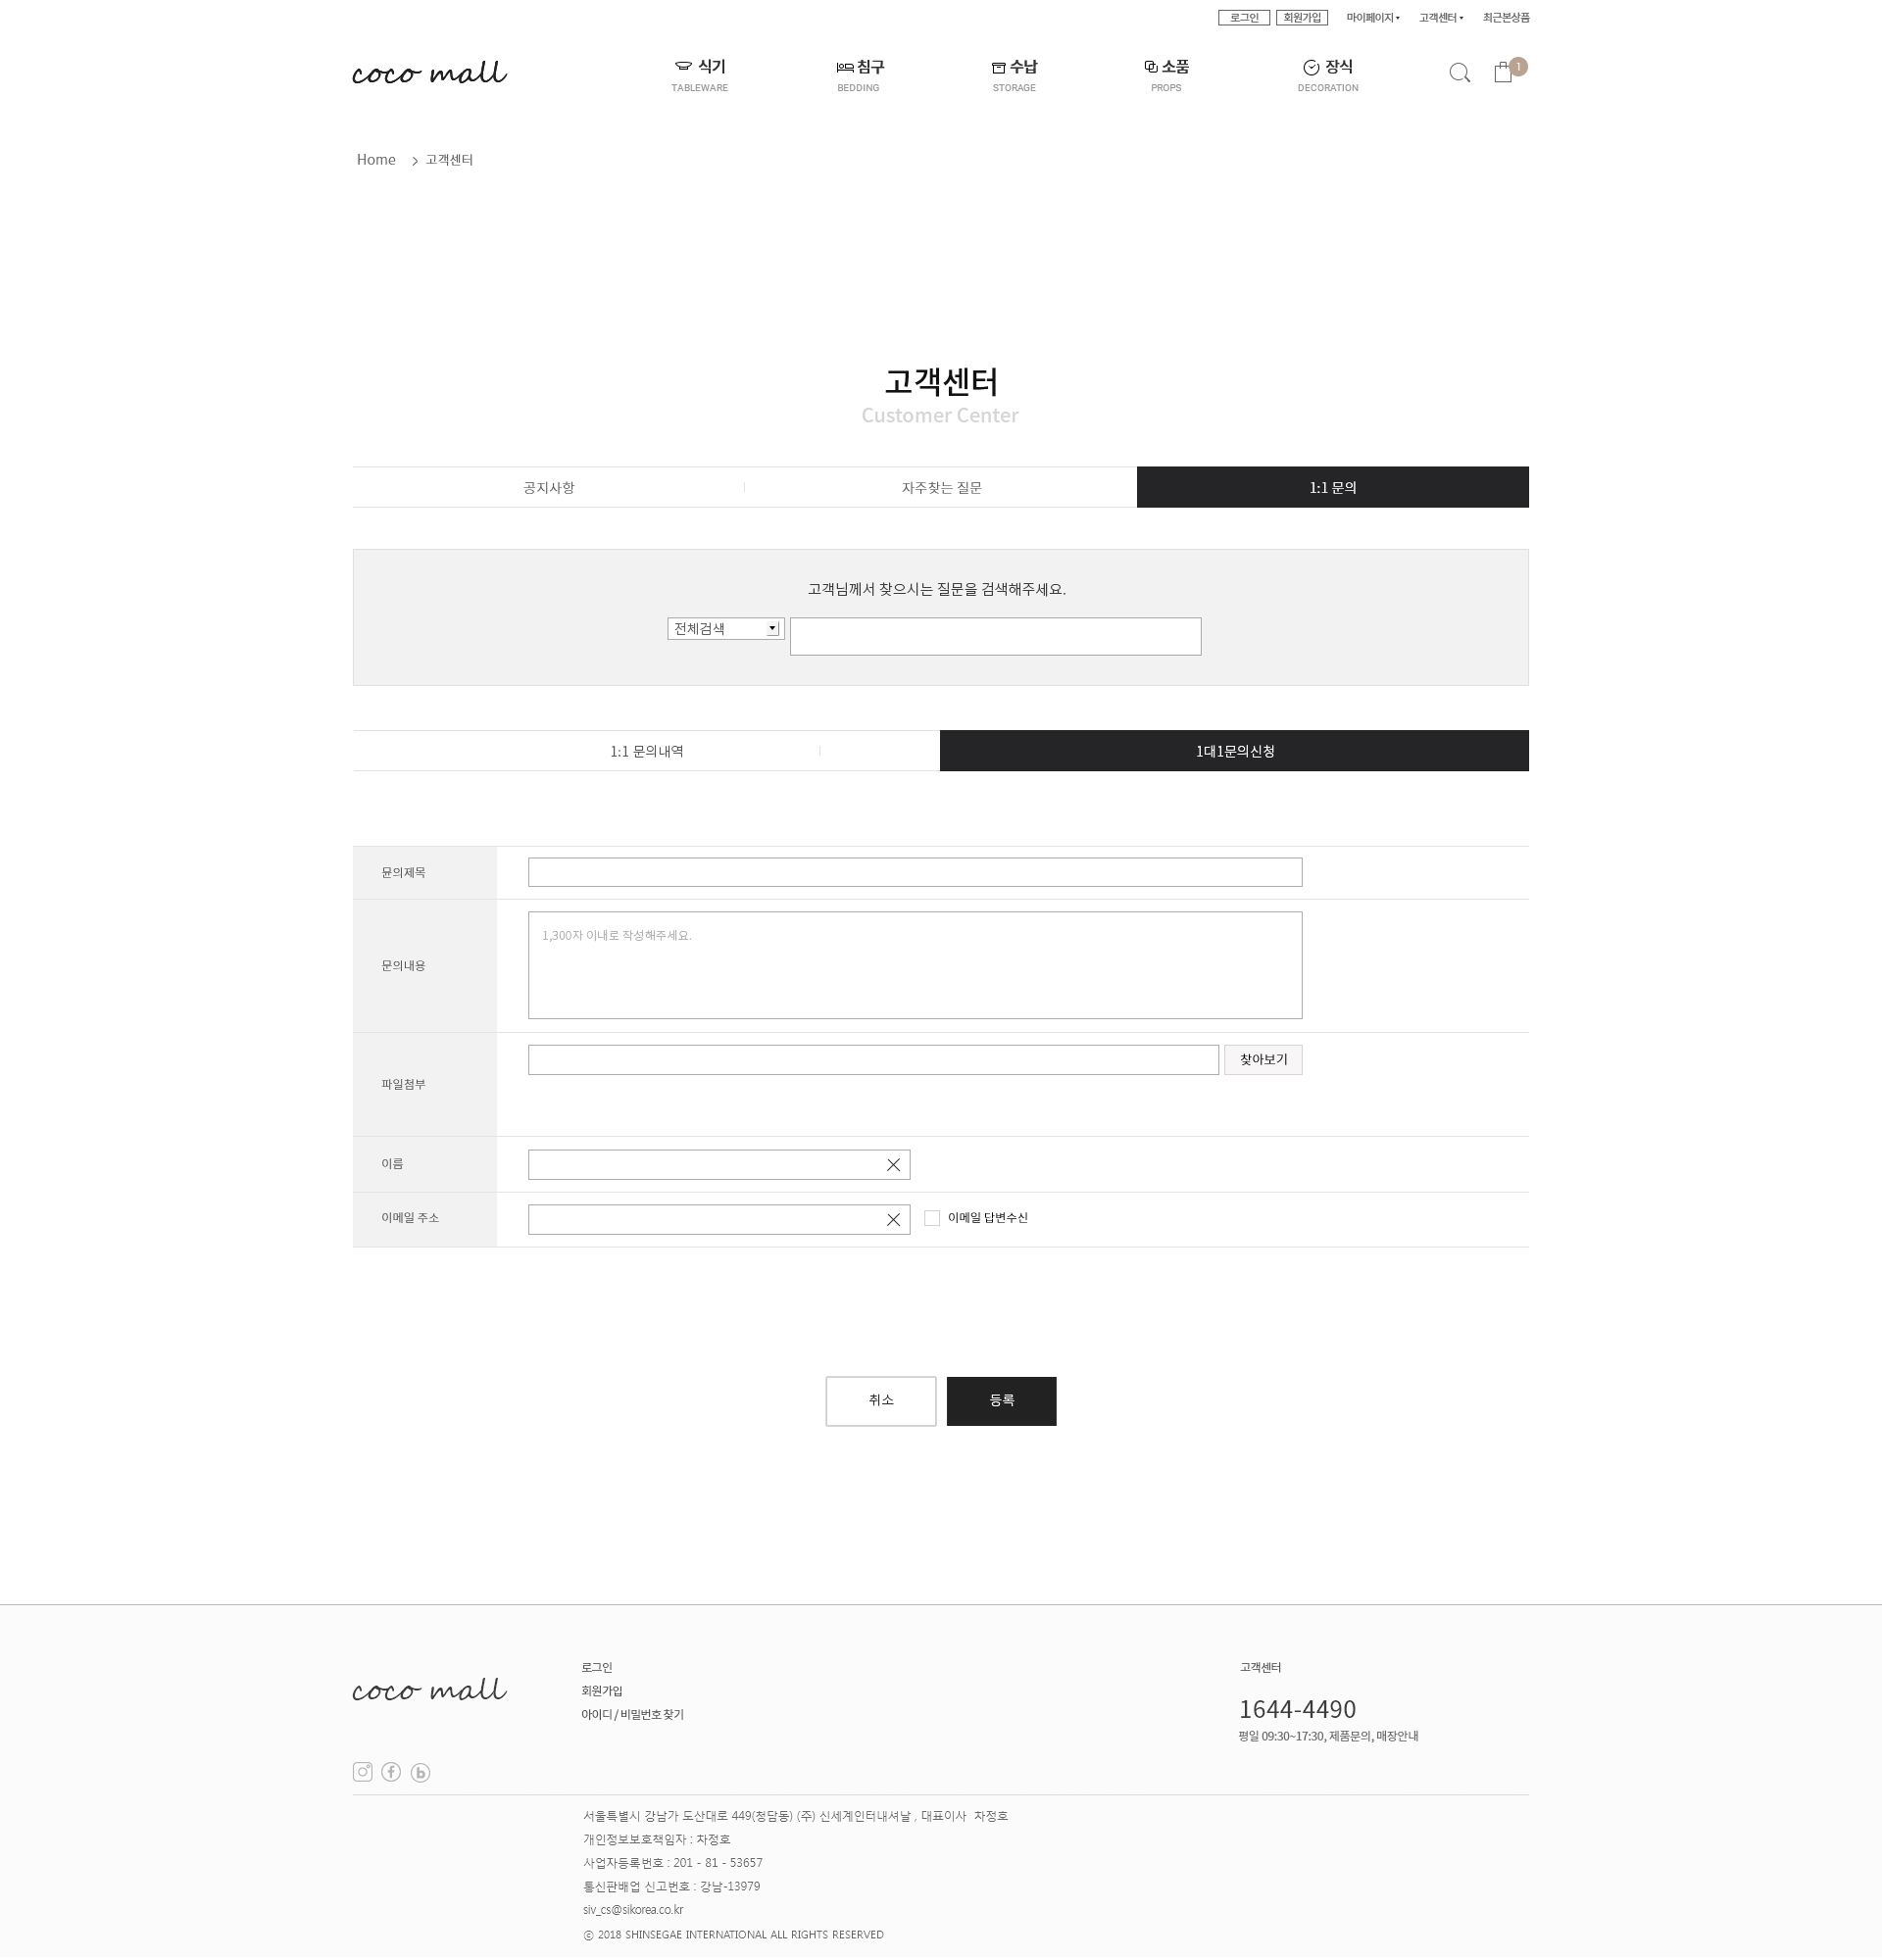 로그인 회원가입 마이페이지 고객센터 최근본상품
coco mall
식기 침구 수납 소품 장식
TABLEWARE BEDDING STORAGE PROPS DECORATION
1
Home > 고객센터
고객센터
Customer Center
공지사항 자주찾는 질문 1:1 문의
고객님께서 찾으시는 질문을 검색해주세요.
전체검색
1:1 문의내역 1대1문의신청
문의제목
1,300자 이내로 작성해주세요.
문의내용
찾아보기
파일첨부
이름
이메일 주소 이메일 답변수신
취소 등록
로그인 고객센터
coco mall
회원가입
1644-4490
아이디 / 비밀번호 찾기
평일 09:30~17:30, 제품문의, 매장안내
서울특별시 강남가 도산대로 449(청담동) (주) 신세계인터내셔날 , 대표이사 차정호
개인정보보호책임자 : 차정호
사업자등록번호 : 201 - 81 - 53657
통신판배업 신고번호 : 강남-13979
siv_cs@sikorea.co.kr
ⓒ 2018 SHINSEGAE INTERNATIONAL ALL RIGHTS RESERVED